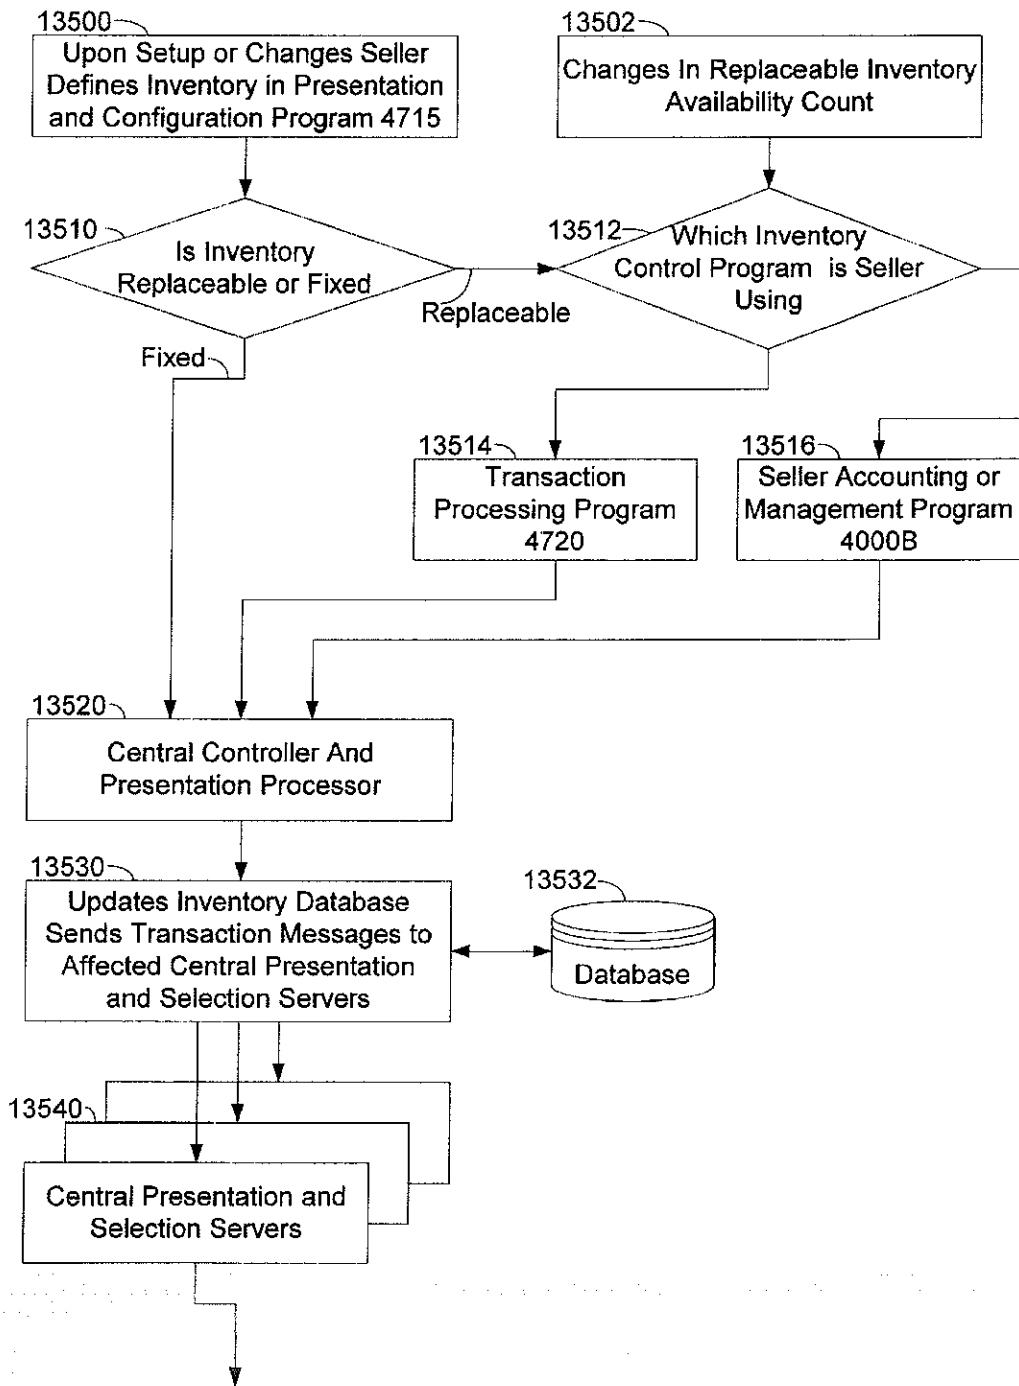 13500
Upon Setup or Changes Seller
Defines Inventory in Presentation
and Configuration Program 4715
13502
Changes In Replaceable Inventory
Availability Count
13510
Is Inventory
Replaceable or Fixed
Replaceable
Fixed
13512
Which Inventory
Control Program is Seller
Using
13514
Transaction
Processing Program
4720
13516
Seller Accounting or
Management Program
4000B
13520
Central Controller And
Presentation Processor
13530
Updates Inventory Database
Sends Transaction Messages to
Affected Central Presentation
and Selection Servers
13532
Database
13540
Central Presentation and
Selection Servers